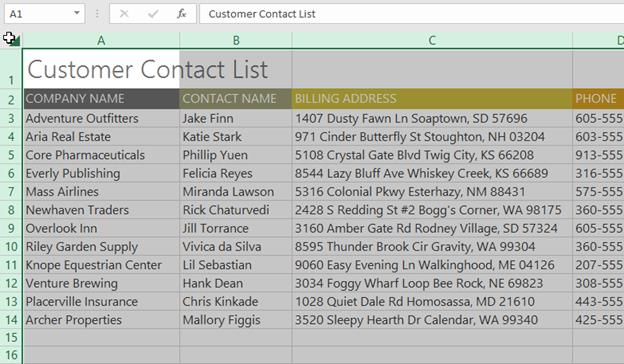 A1 fx Customer Contact List
A B C D
1 Customer Contact List
2 COMPANY NAME CONTACT NAME BILLING ADDRESS PHONE
3 Adventure Outfitters Jake Finn 1407 Dusty Fawn Ln Soaptown, SD 57696 605-555
4 Aria Real Estate Katie Stark 971 Cinder Butterfly St Stoughton, NH 03204 603-555
5 Core Pharmaceuticals Phillip Yuen 5108 Crystal Gate Blvd Twig City, KS 66208 913-555
6 Everly Publishing Felicia Reyes 8544 Lazy Bluff Ave Whiskey Creek, KS 66689 316-555
7 Mass Airlines Miranda Lawson 5316 Colonial Pkwy Esterhazy, NM 88431 575-555
8 Newhaven Traders Rick Chaturvedi 2428 S Redding St #2 Bogg's Corner, WA 98175 360-555
9 Overlook Inn Jill Torrance 3160 Amber Gate Rd Rodney Village, SD 57324 605-555
10 Riley Garden Supply Vivica da Silva 8595 Thunder Brook Cir Gravity, WA 99304 360-555
11 Knope Equestrian Center Lil Sebastian 9060 Easy Evening Ln Walkinghood, ME 04126 207-555
12 Venture Brewing Hank Dean 3034 Foggy Wharf Loop Bee Rock, NE 69823 308-555
13 Placerville Insurance Chris Kinkade 1028 Quiet Dale Rd Homosassa, MD 21610 443-555
14 Archer Properties Mallory Figgis 3520 Sleepy Hearth Dr Calendar, WA 99340 425-555
15
16